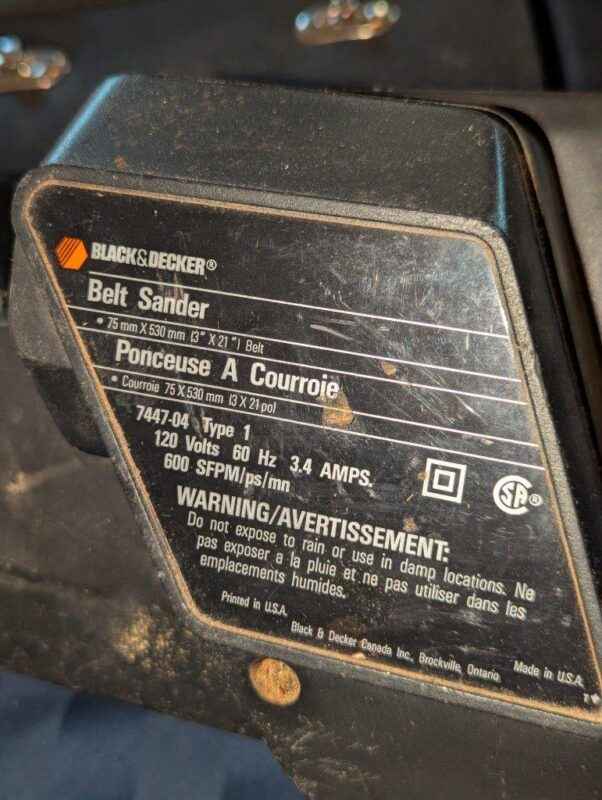 BLACK&DECKER®
Belt Sander
• 75 mm X 530 mm (3" X 21") Belt
Ponceuse A Courroie
• Courroie 75 X 530 mm (3 X 21 pol
7447-04 Type 1
120 Volts 60 Hz 3.4 AMPS.
600 SFPM/ps/mn
SA®
WARNING/AVERTISSEMENT:
Do not expose to rain or use in damp locations. Ne
pas exposer a la pluie et ne pas utiliser dans les
emplacements humides.
Printed in U.S.A.
Black & Decker Canada Inc., Brockville, Ontario
Made in U.S.A.